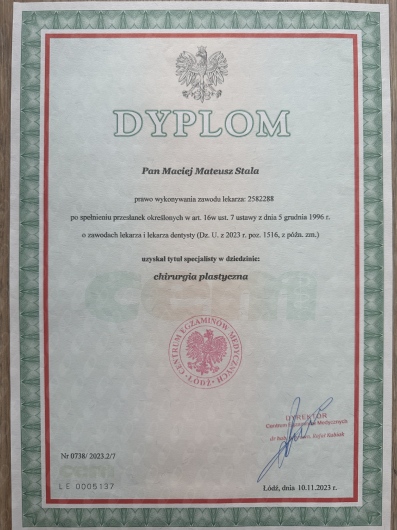 DYPLOM
Pan Maciej Mateusz Stala
prawo wykonywania zawodu lekarza: 2582288
po spełnieniu przesłanek określonych w art. 16w ust. 7 ustawy z dnia 5 grudnia 1996 r.
o zawodach lekarza i lekarza dentysty (Dz. U. z 2023 r. poz. 1516, z późn. zm.)
uzyskał tytuł specjalisty w dziedzinie:
chirurgia plastyczna
CENTRUM EGZAMINÓW MEDYCZNYCH
ŁÓDŹ
DYREKTOR
Centrum Egzaminów Medycznych
dr
Nr 0738/ 2023.2/7
LE 0005137
Łódź, dnia 10.11.2023 r.